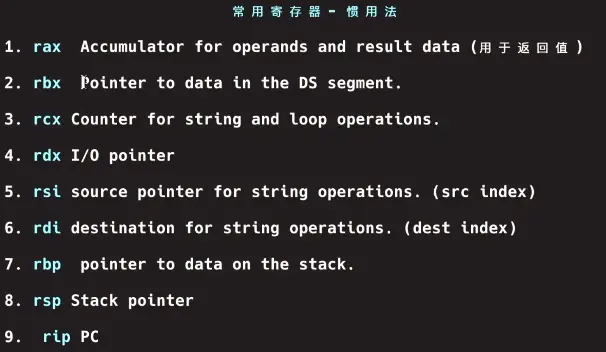 常用寄存器-惯用法
1. rax Accumulator for operands and result data (用于返回值)
2. rbx Pointer to data in the DS segment.
3. rcx Counter for string and loop operations.
4. rdx I/O pointer
5. rsi source pointer for string operations. (src index)
6. rdi destination for string operations. (dest index)
7. rbp pointer to data on the stack.
8. rsp Stack pointer
9. rip PC